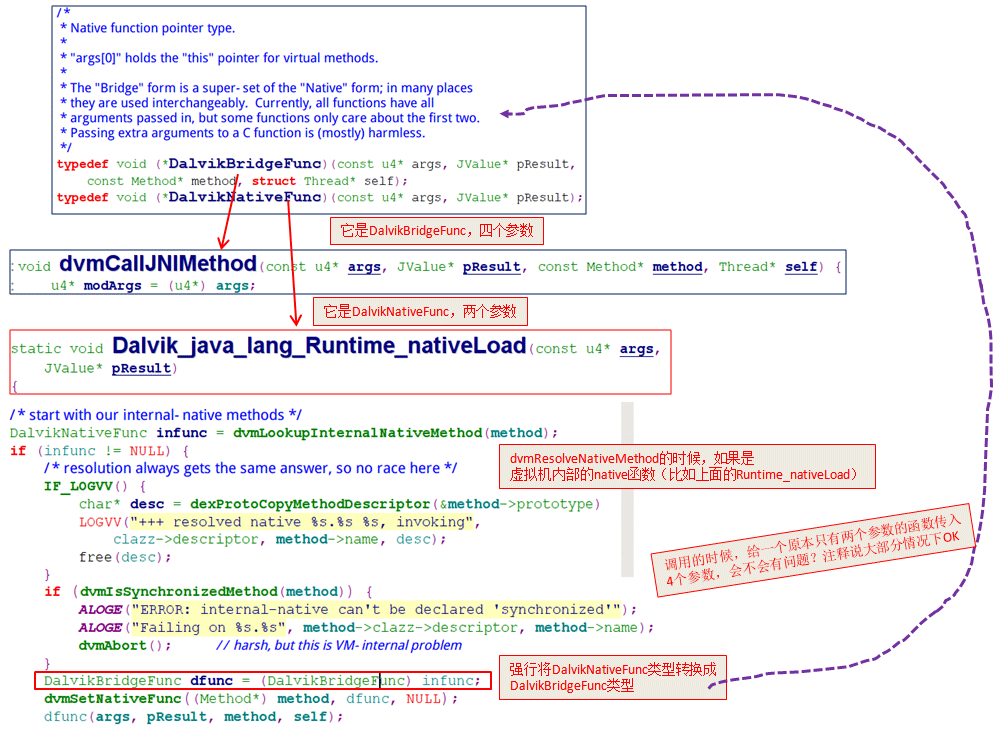 /*
* Native function pointer type.
*
* "args[0]" holds the "this" pointer for virtual methods.
*
* The "Bridge" form is a super- set of the "Native" form; in many places
* they are used interchangeably.  Currently, all functions have all
* arguments passed in, but some functions only care about the first two.
* Passing extra arguments to a C function is (mostly) harmless.
*/
typedef void (*DalvikBridgeFunc)(const u4* args, JValue* pResult,
const Method* method, struct Thread* self);
typedef void (*DalvikNativeFunc)(const u4* args, JValue* pResult);
它是DalvikBridgeFunc，四个参数
void dvmCallJNIMethod(const u4* args, JValue* pResult, const Method* method, Thread* self) {
u4* modArgs = (u4*) args;
它是DalvikNativeFunc，两个参数
static void Dalvik_java_lang_Runtime_nativeLoad(const u4* args,
JValue* pResult)
{
/* start with our internal- native methods */
DalvikNativeFunc infunc = dvmLookupInternalNativeMethod(method);
if (infunc != NULL) {
/* resolution always gets the same answer, so no race here */
IF_LOGVV() {
char* desc = dexProtoCopyMethodDescriptor(&method->prototype)
LOGVV("+++ resolved native %s.%s %s, invoking",
clazz->descriptor, method->name, desc);
free(desc);
}
if (dvmIsSynchronizedMethod(method)) {
ALOGE("ERROR: internal-native can't be declared 'synchronized'");
ALOGE("Failing on %s.%s", method->clazz->descriptor, method->name);
dvmAbort();     // harsh, but this is VM- internal problem
}
DalvikBridgeFunc dfunc = (DalvikBridgeFunc) infunc;
dvmSetNativeFunc((Method*) method, dfunc, NULL);
dfunc(args, pResult, method, self);
dvmResolveNativeMethod的时候，如果是
虚拟机内部的native函数（比如上面的Runtime_nativeLoad）
调用的时候，给一个原本只有两个参数的函数传入
4个参数，会不会有问题？注释说大部分情况下OK
强行将DalvikNativeFunc类型转换成
DalvikBridgeFunc类型